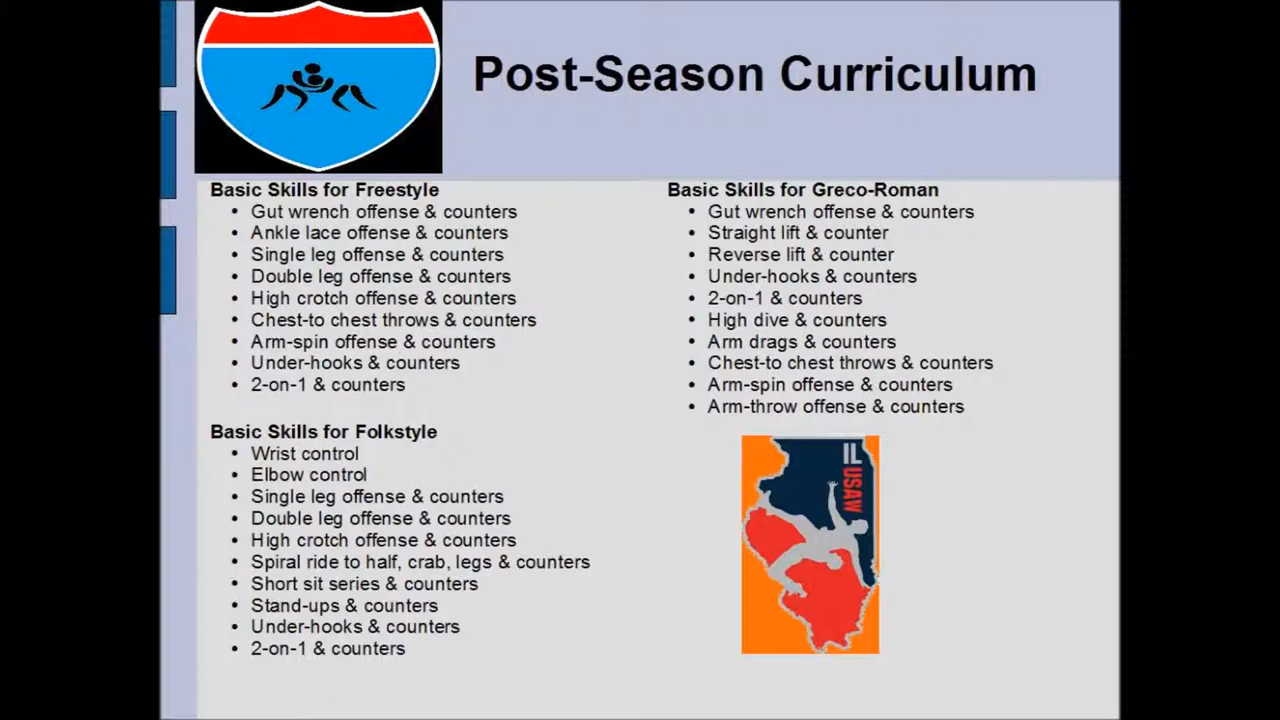 Post-Season Curriculum
Basic Skills for Freestyle
• Gut wrench offense & counters
• Ankle lace offense & counters
• Single leg offense & counters
• Double leg offense & counters
• High crotch offense & counters
• Chest-to chest throws & counters
• Arm-spin offense & counters
• Under-hooks & counters
• 2-on-1 & counters
Basic Skills for Folkstyle
• Wrist control
• Elbow control
• Single leg offense & counters
• Double leg offense & counters
• High crotch offense & counters
• Spiral ride to half, crab, legs & counters
• Short sit series & counters
• Stand-ups & counters
• Under-hooks & counters
• 2-on-1 & counters
Basic Skills for Greco-Roman
• Gut wrench offense & counters
• Straight lift & counter
• Reverse lift & counter
• Under-hooks & counters
• 2-on-1 & counters
• High dive & counters
• Arm drags & counters
• Chest-to chest throws & counters
• Arm-spin offense & counters
• Arm-throw offense & counters
IL
USAW